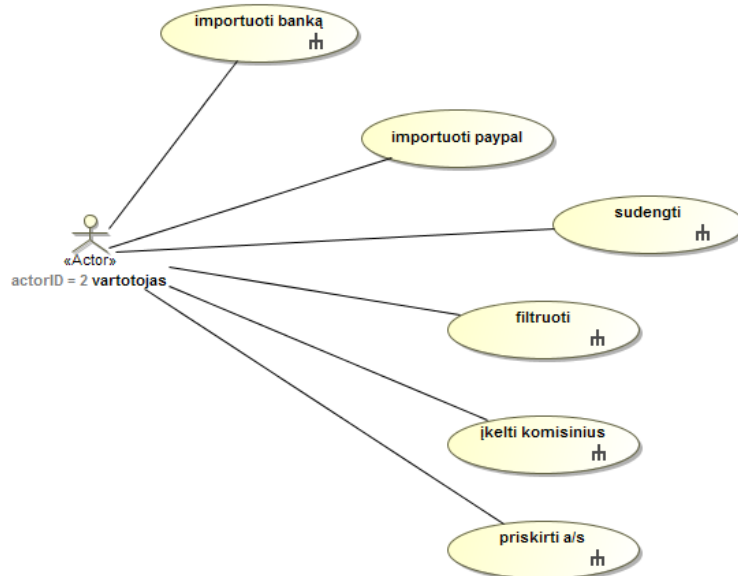 importuoti banką
importuoti paypal
sudengti
«Actor»
actorID = 2 vartotojas
filtruoti
įkelti komisinius
priskirti a/s